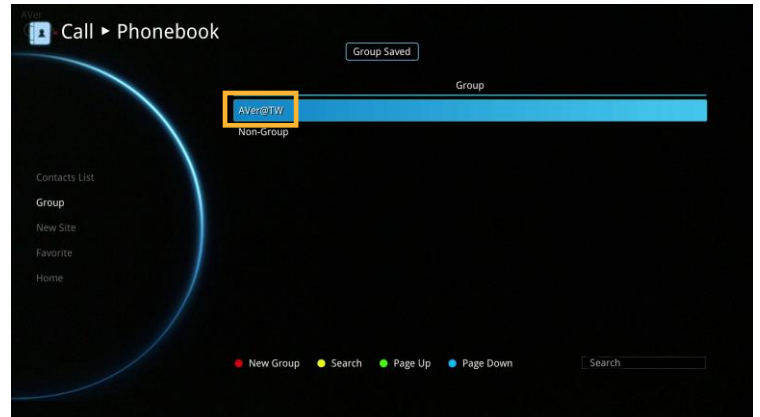 AVer
Call ▸ Phonebook
Group Saved
Group
AVer@TW
Non-Group
Contacts List
Group
New Site
Favorite
Home
New Group Search Page Up Page Down Search